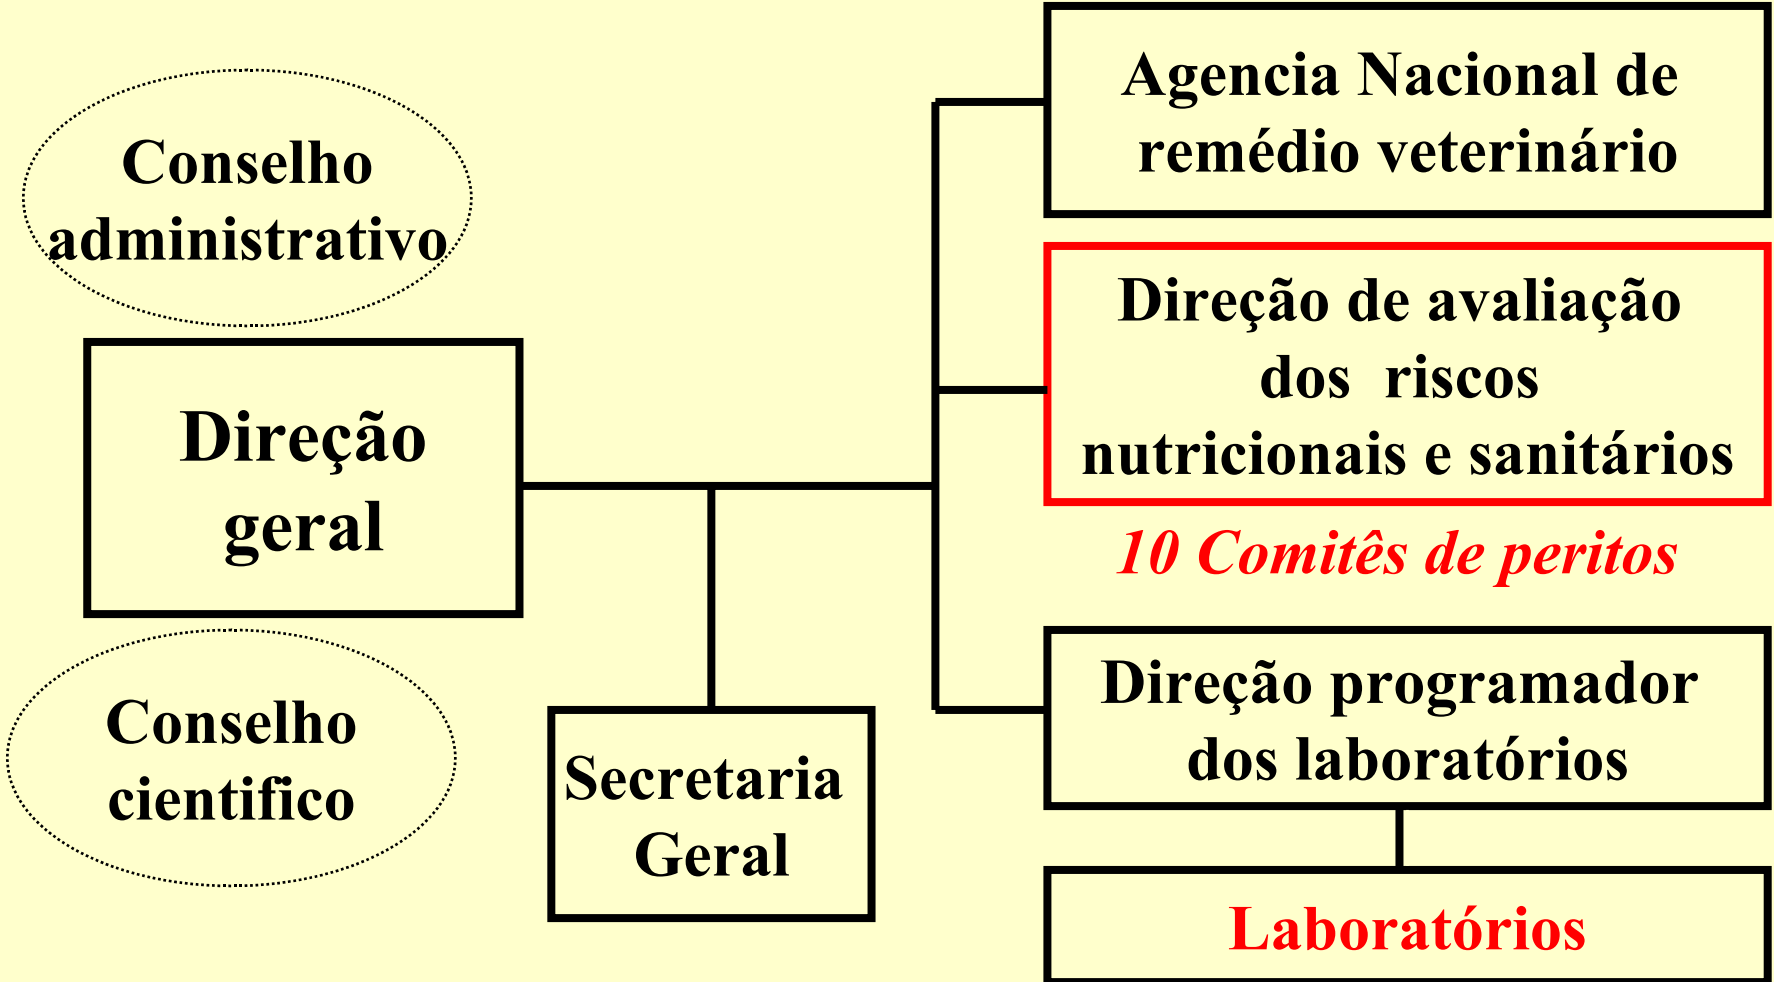 Conselho
administrativo
Direção
geral
Conselho
cientifico
Secretaria
Geral
Agencia Nacional de
remédio veterinário
Direção de avaliação
dos riscos
nutricionais e sanitários
10 Comitês de peritos
Direção programador
dos laboratórios
Laboratórios